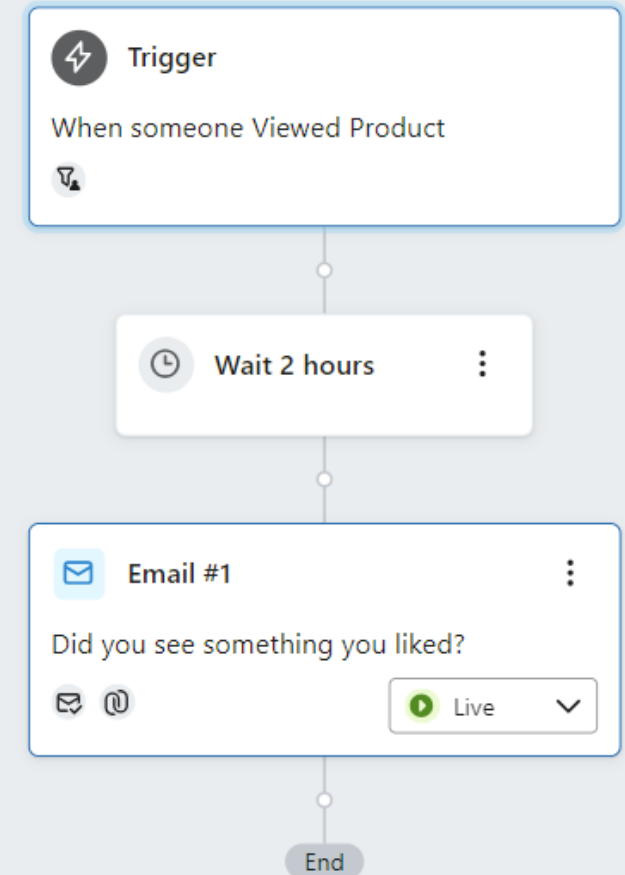 Trigger
When someone Viewed Product
Wait 2 hours
Email #1
Did you see something you liked?
Live
End